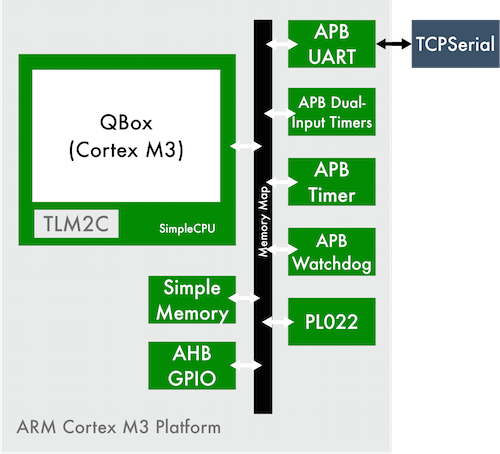 APB
UART
TCPSerial
QBox
(Cortex M3)
APB Dual-
Input Timers
APB
Timer
TLM2C
SimpleCPU
Memory Map
APB
Watchdog
Simple
Memory
PL022
AHB
GPIO
ARM Cortex M3 Platform